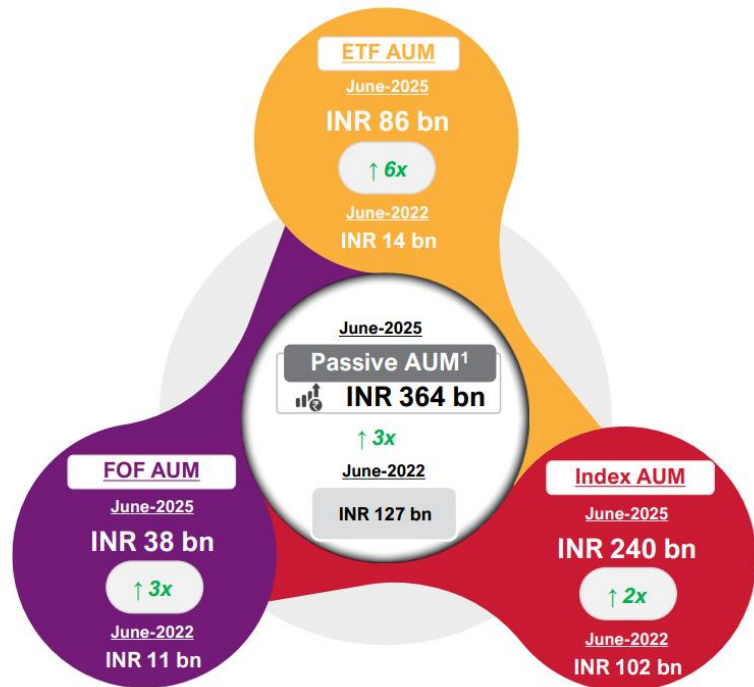 ETF AUM
June-2025
INR 86 bn
↑ 6x
June-2022
INR 14 bn
June-2025
Passive AUM¹
INR 364 bn
↑ 3x
June-2022
INR 127 bn
FOF AUM
June-2025
INR 38 bn
↑ 3x
June-2022
INR 11 bn
Index AUM
June-2025
INR 240 bn
↑ 2x
June-2022
INR 102 bn